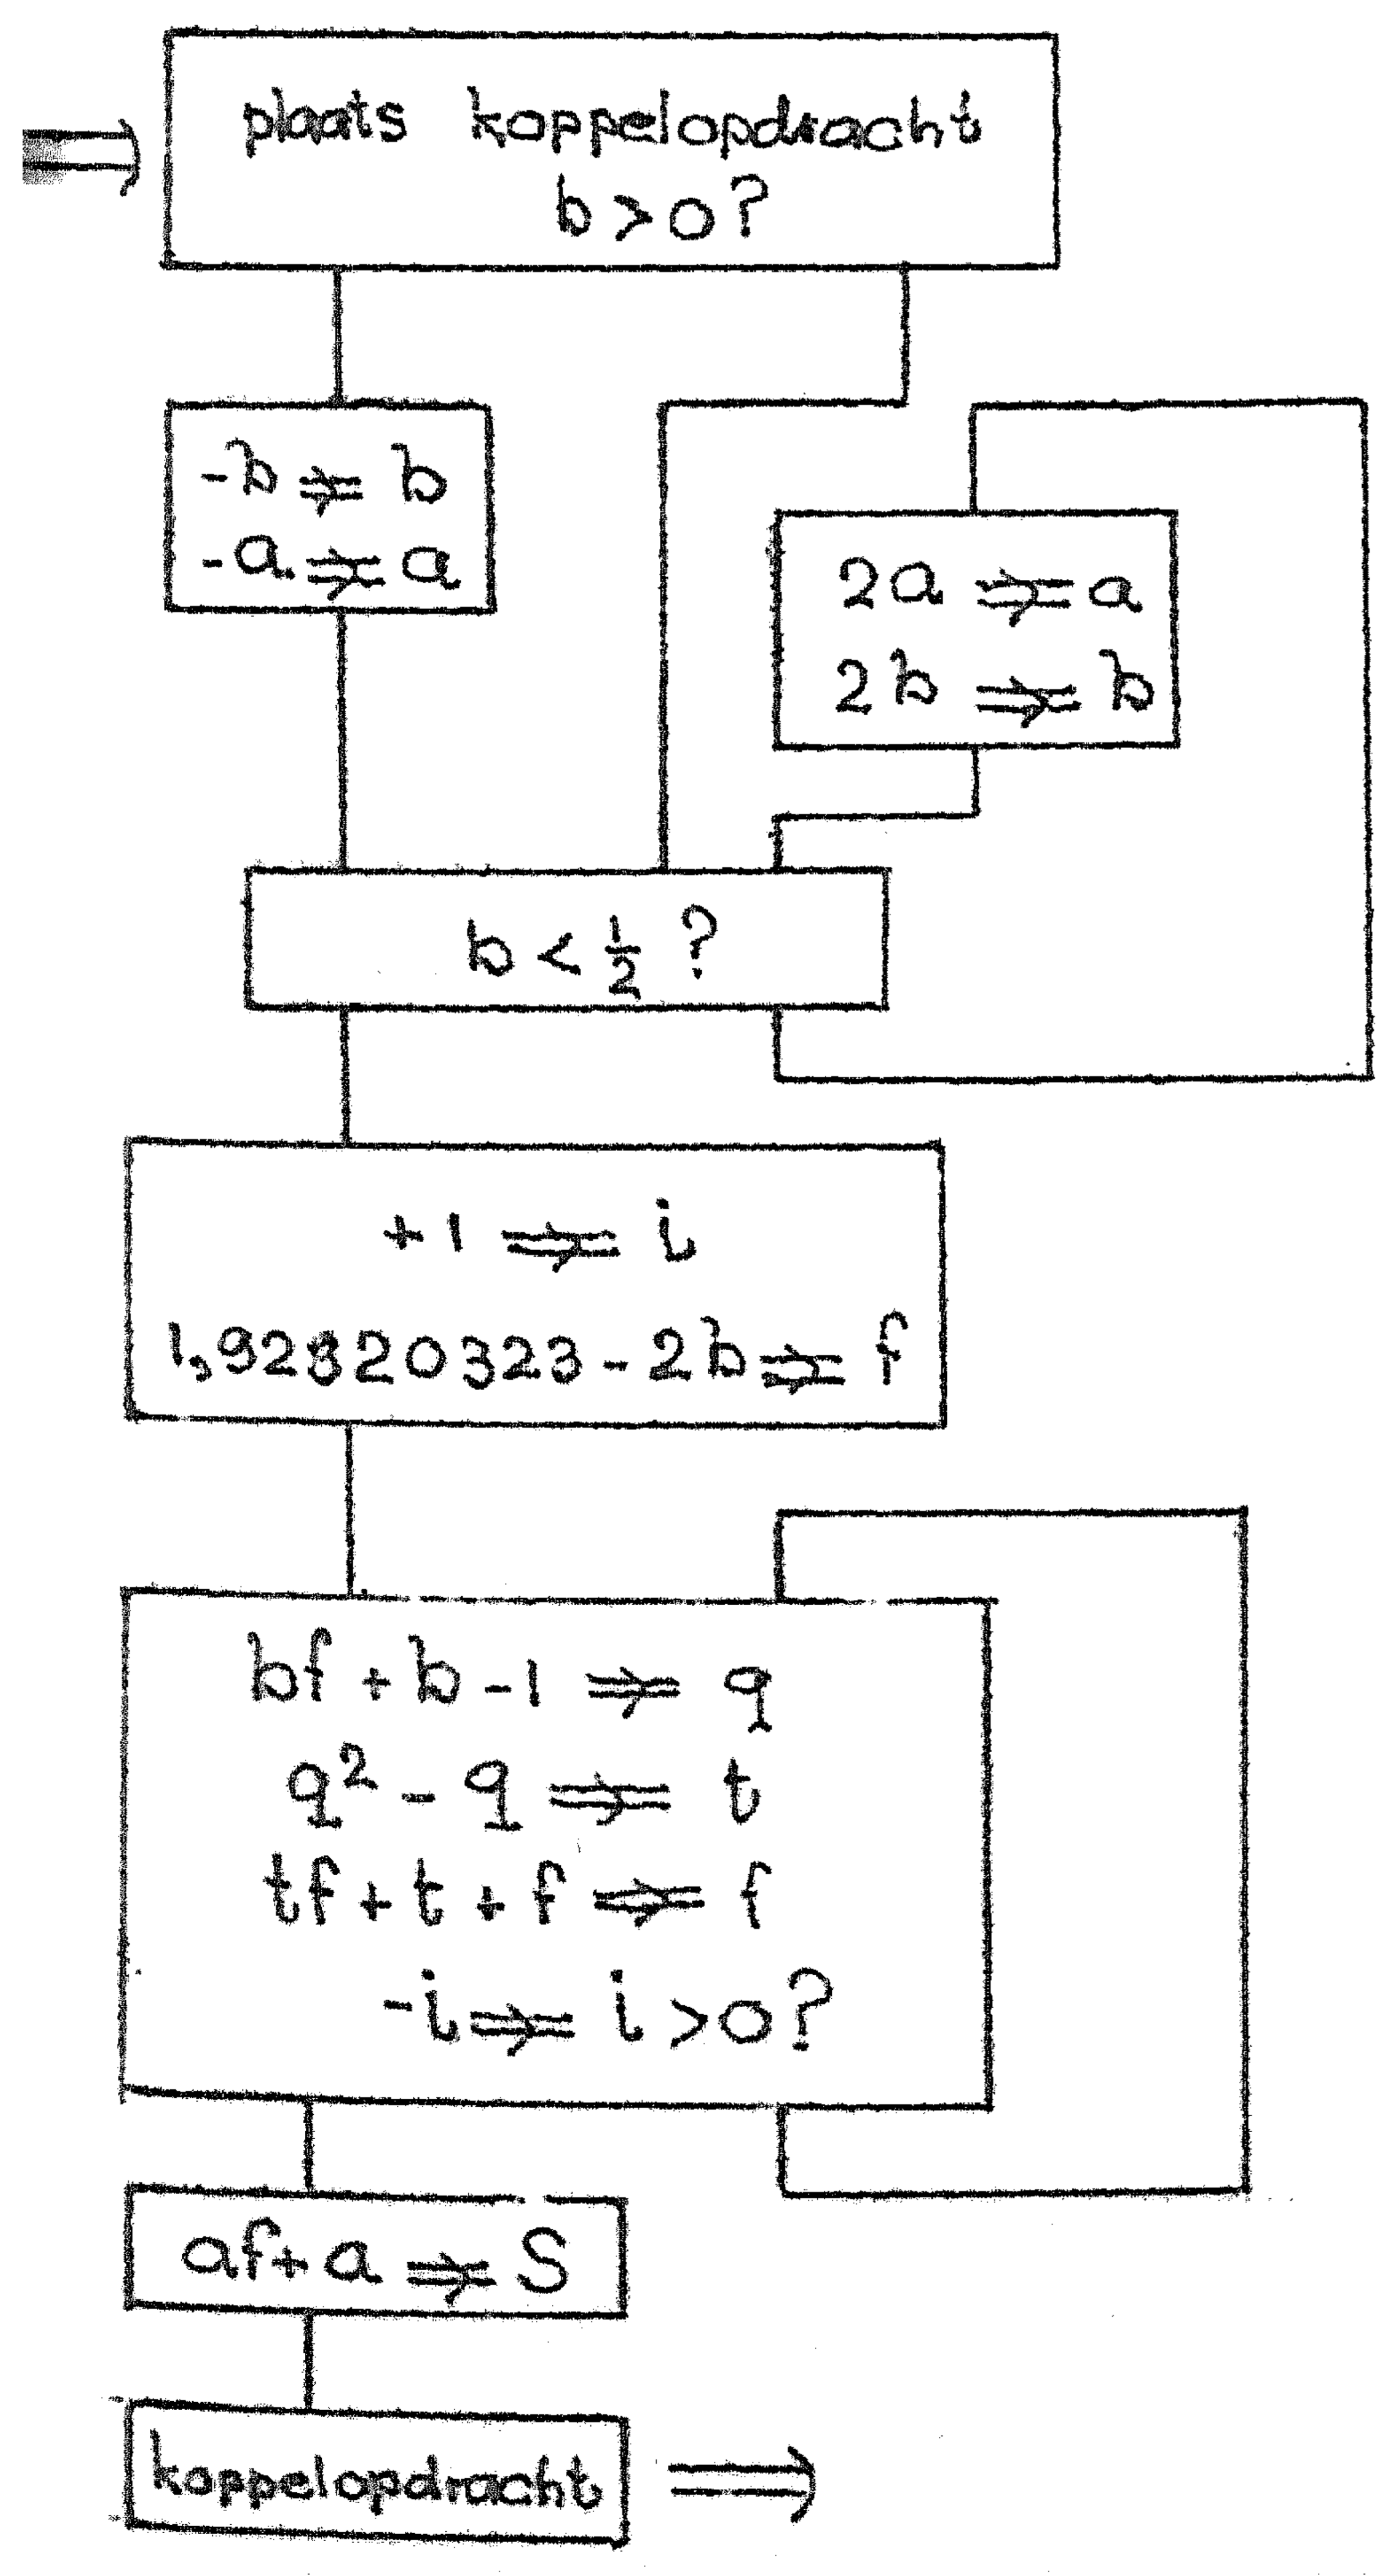 plaats koppelopdracht
b > 0?
-b ⇒ b
-a ⇒ a
2a ⇒ a
2b ⇒ b
b < ½ ?
+1 ⇒ i
1,92820323 - 2b ⇒ f
bf + b - 1 ⇒ q
q² - q ⇒ t
tf + t + f ⇒ f
-i ⇒ i > 0?
af + a ⇒ S
koppelopdracht